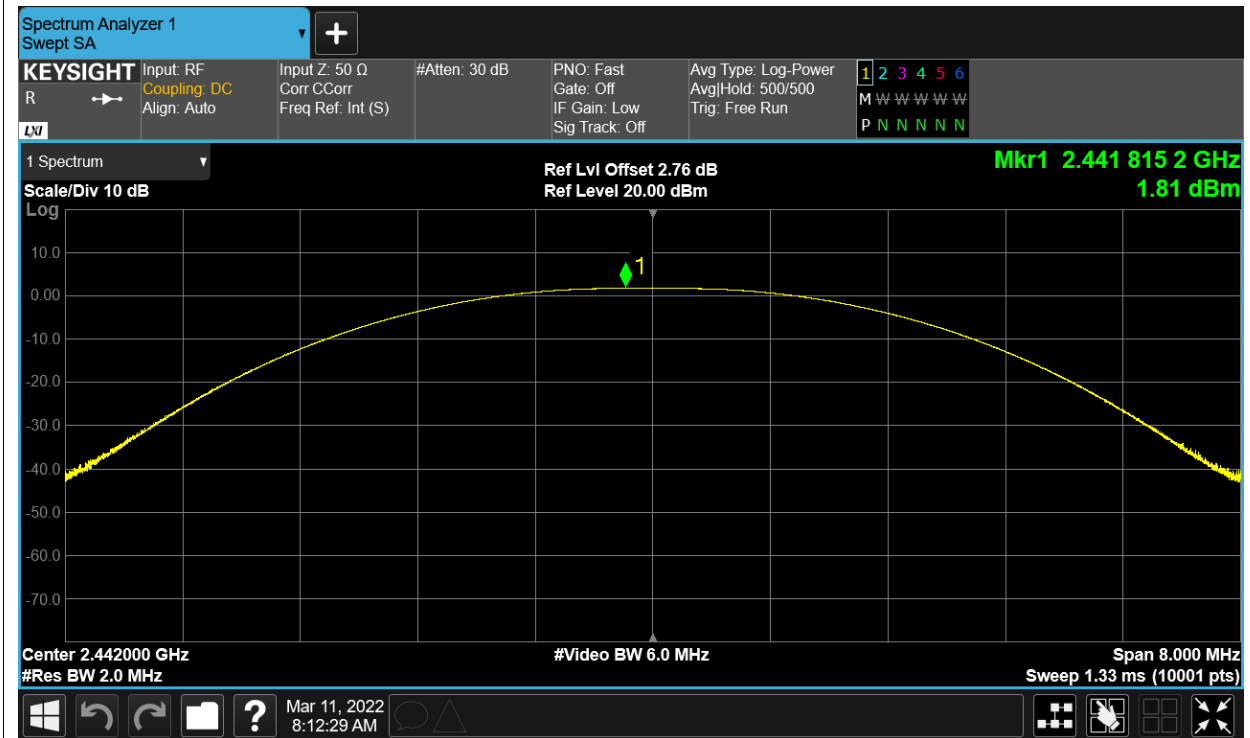 Spectrum Analyzer 1
Swept SA
KEYSIGHT
R
LXI
Input: RF
Coupling: DC
Align: Auto
Input Z: 50 Ω
Corr CCorr
Freq Ref: Int (S)
#Atten: 30 dB
PNO: Fast
Gate: Off
IF Gain: Low
Sig Track: Off
Avg Type: Log-Power
Avg|Hold: 500/500
Trig: Free Run
1 2 3 4 5 6
M W W W W W
P N N N N N
1 Spectrum
Scale/Div 10 dB
Log
Ref Lvl Offset 2.76 dB
Ref Level 20.00 dBm
Mkr1 2.441 815 2 GHz
1.81 dBm
1
10.0
0.00
-10.0
-20.0
-30.0
-40.0
-50.0
-60.0
-70.0
Center 2.442000 GHz
#Res BW 2.0 MHz
#Video BW 6.0 MHz
Span 8.000 MHz
Sweep 1.33 ms (10001 pts)
?
Mar 11, 2022
8:12:29 AM